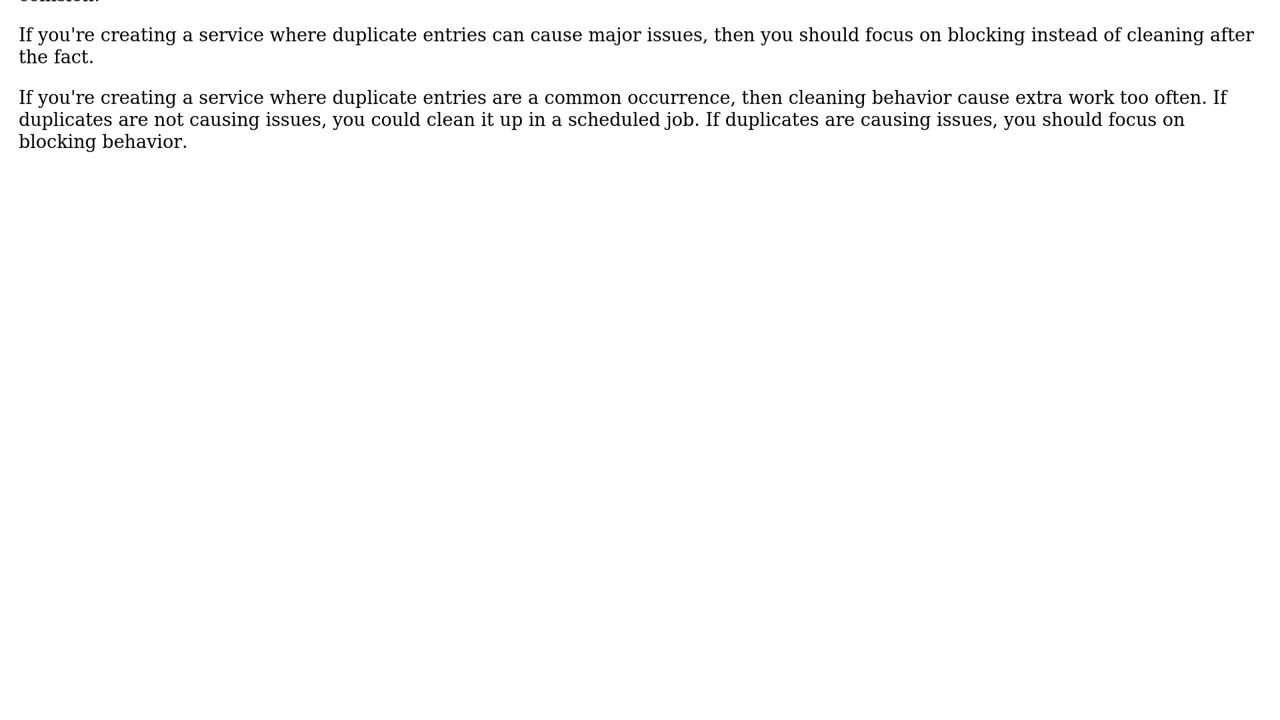 If you're creating a service where duplicate entries can cause major issues, then you should focus on blocking instead of cleaning after
the fact.
If you're creating a service where duplicate entries are a common occurrence, then cleaning behavior cause extra work too often. If
duplicates are not causing issues, you could clean it up in a scheduled job. If duplicates are causing issues, you should focus on
blocking behavior.